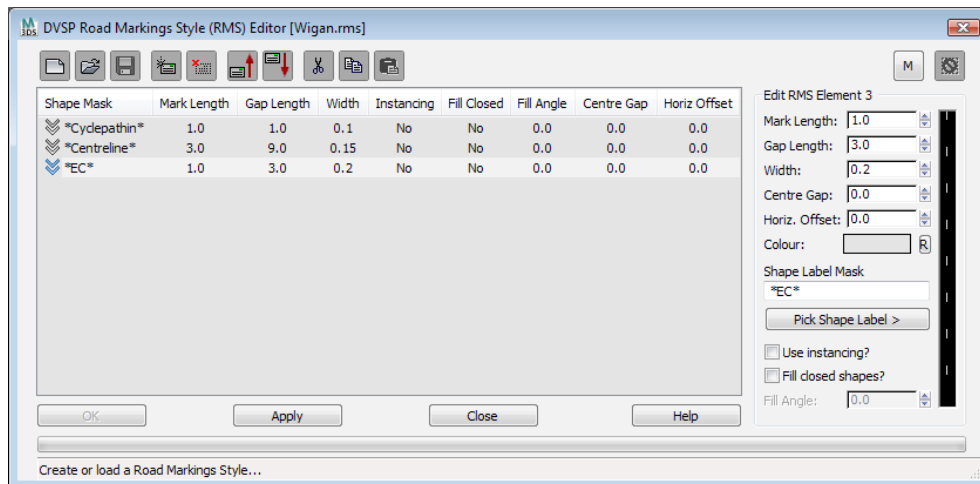 DVSP Road Markings Style (RMS) Editor [Wigan.rms]
M
Shape Mask Mark Length Gap Length Width Instancing Fill Closed Fill Angle Centre Gap Horiz Offset
*Cyclepathin* 1.0 1.0 0.1 No No 0.0 0.0 0.0
*Centreline* 3.0 9.0 0.15 No No 0.0 0.0 0.0
*EC* 1.0 3.0 0.2 No No 0.0 0.0 0.0
Edit RMS Element 3
Mark Length: 1.0
Gap Length: 3.0
Width: 0.2
Centre Gap: 0.0
Horiz. Offset: 0.0
Colour: R
Shape Label Mask
*EC*
Pick Shape Label >
Use instancing?
Fill closed shapes?
Fill Angle: 0.0
OK Apply Close Help
Create or load a Road Markings Style...